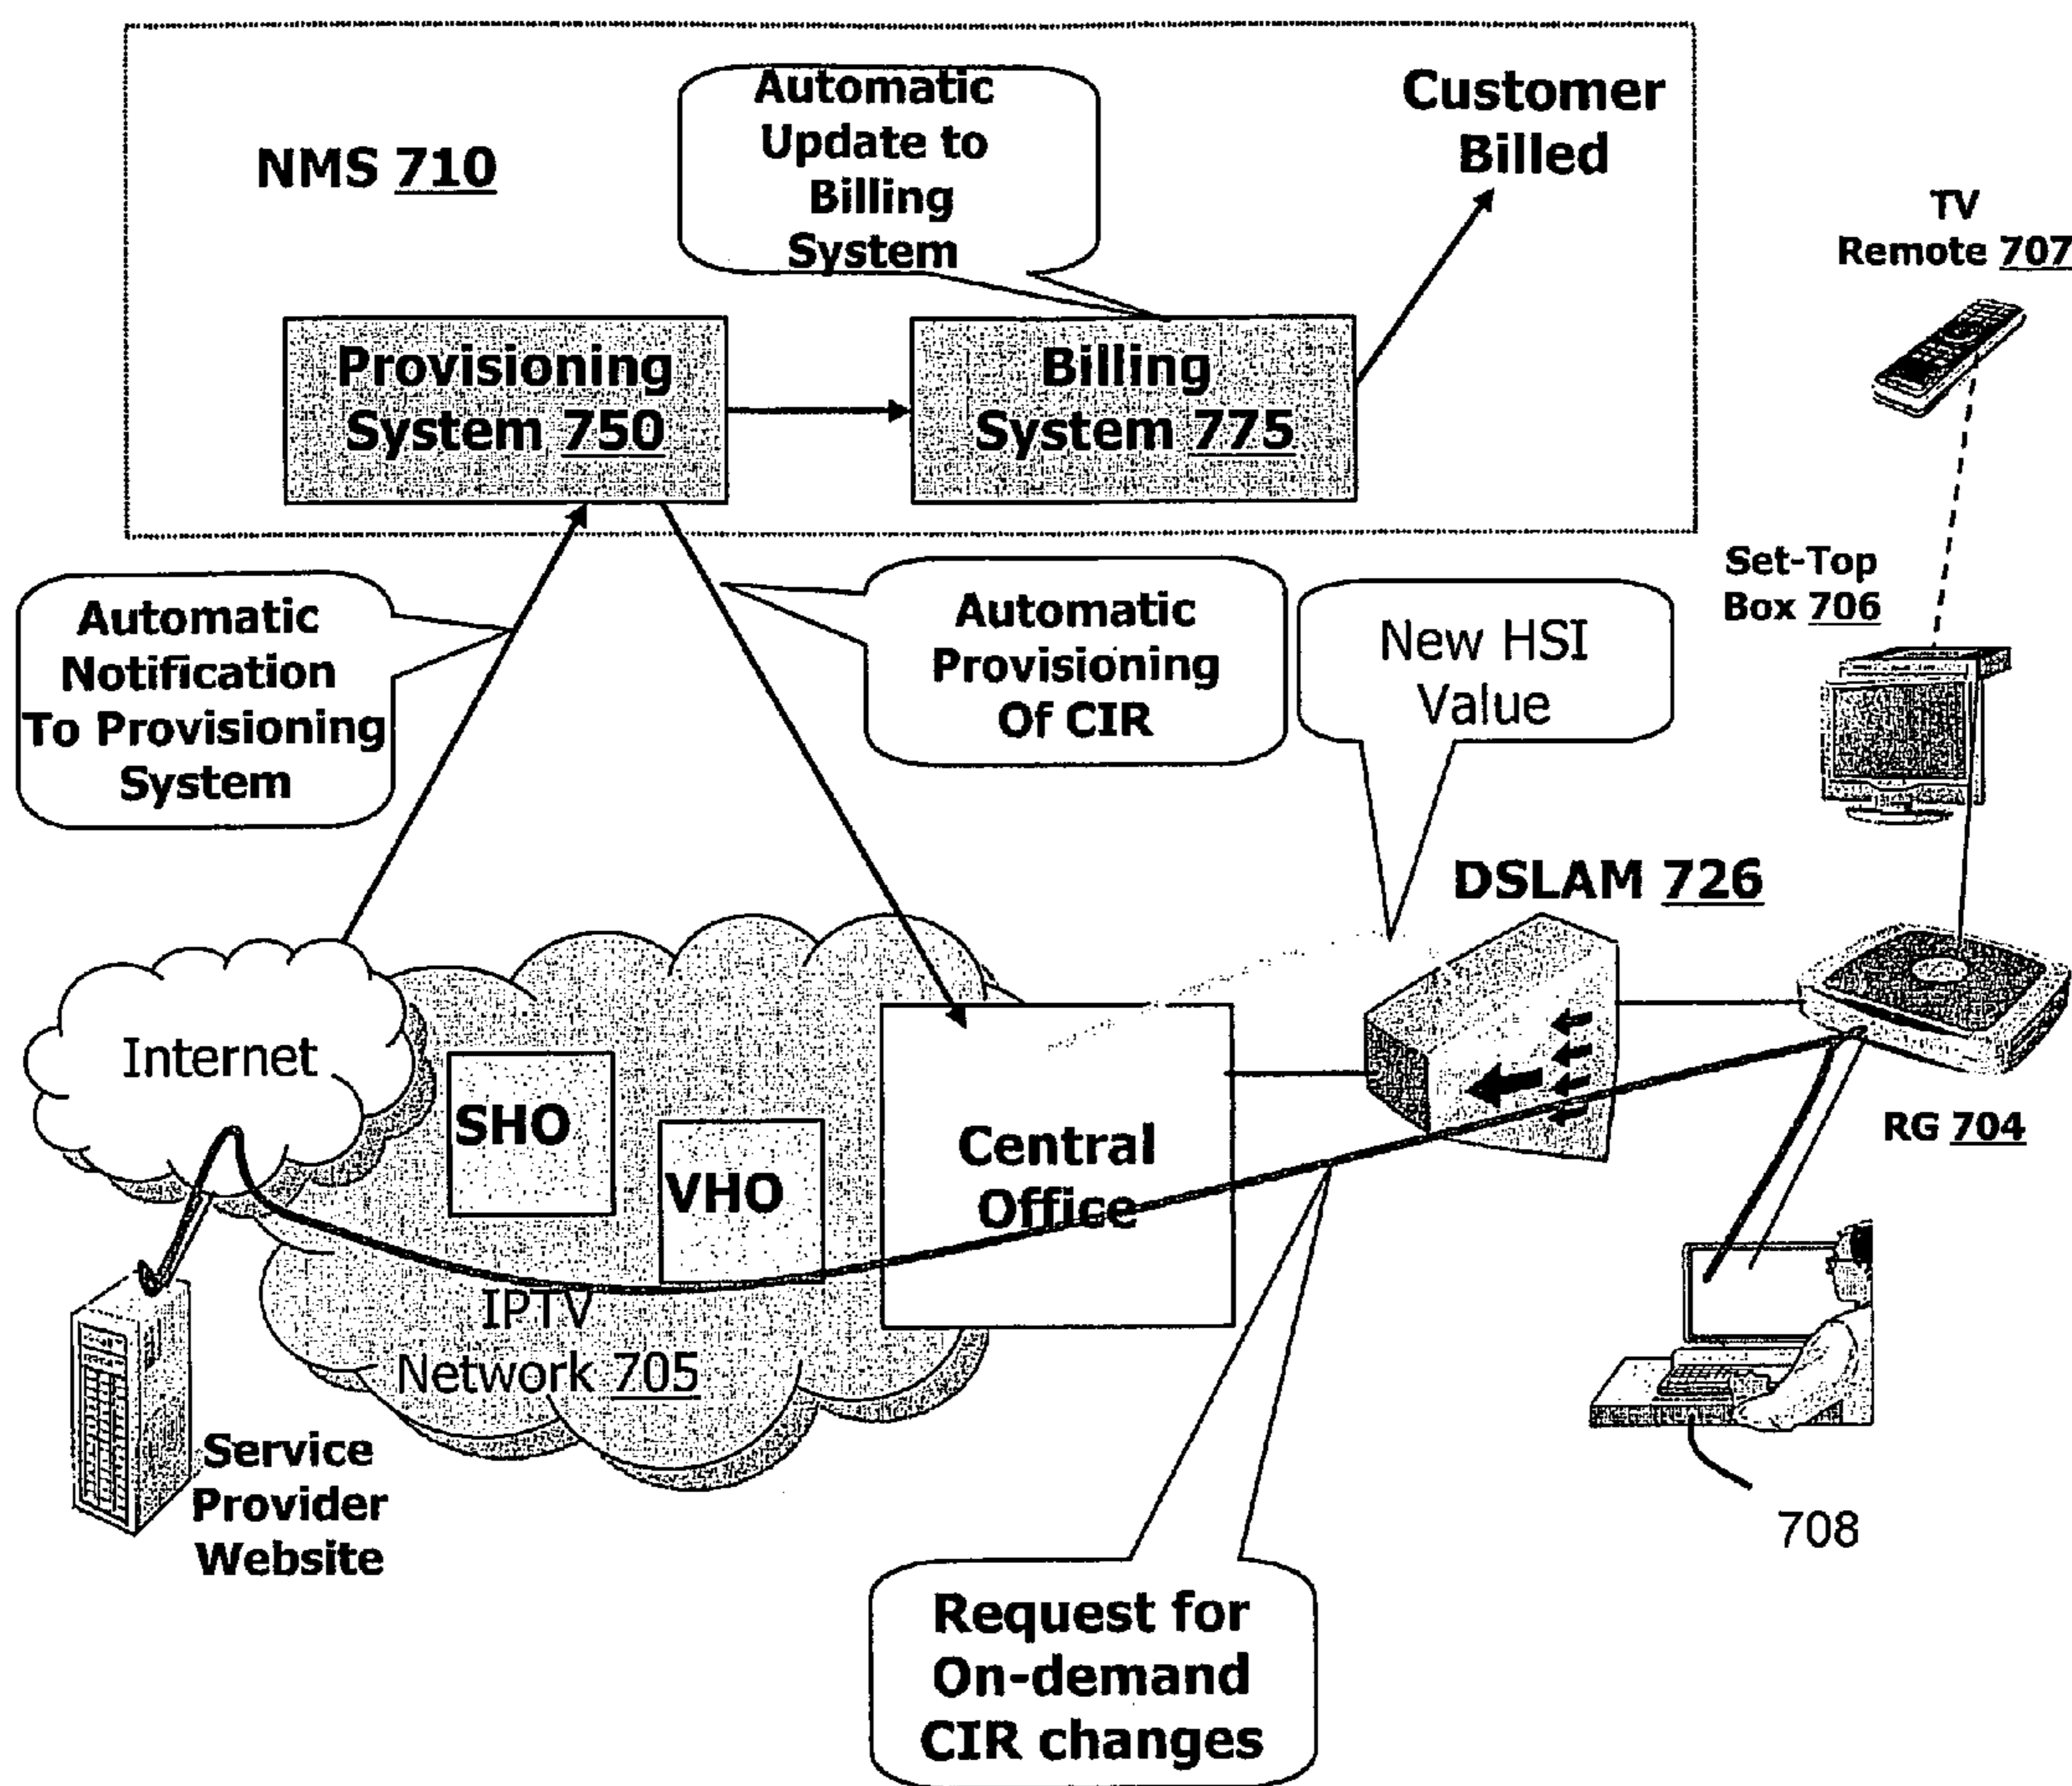 NMS 710
Automatic
Update to
Billing
System
Customer
Billed
TV
Remote 707
Provisioning
System 750
Billing
System 775
Set-Top
Box 706
Automatic
Notification
To Provisioning
System
Automatic
Provisioning
Of CIR
New HSI
Value
DSLAM 726
Internet
SHO
VHO
Central
Office
RG 704
IPTV
Network 705
Service
Provider
Website
708
Request for
On-demand
CIR changes